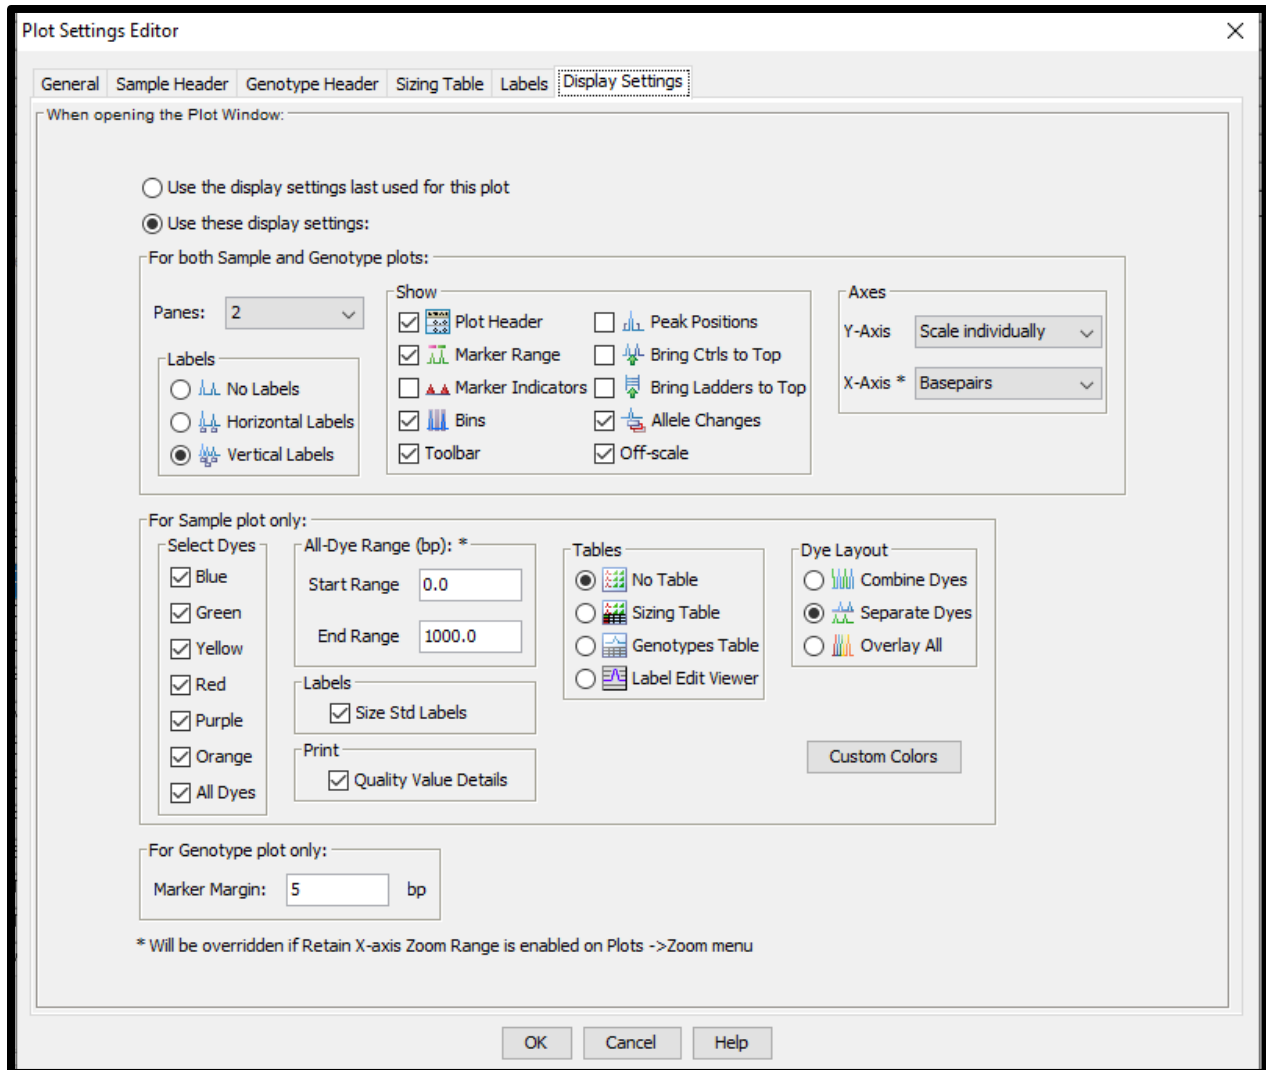 Plot Settings Editor
General Sample Header Genotype Header Sizing Table Labels Display Settings
When opening the Plot Window:
Use the display settings last used for this plot
Use these display settings:
For both Sample and Genotype plots:
Panes: 2
Labels
No Labels
Horizontal Labels
Vertical Labels
Show
Plot Header
Marker Range
Marker Indicators
Bins
Toolbar
Peak Positions
Bring Ctrls to Top
Bring Ladders to Top
Allele Changes
Off-scale
Axes
Y-Axis Scale individually
X-Axis * Basepairs
For Sample plot only:
Select Dyes
Blue
Green
Yellow
Red
Purple
Orange
All Dyes
All-Dye Range (bp): *
Start Range 0.0
End Range 1000.0
Labels
Size Std Labels
Print
Quality Value Details
Tables
No Table
Sizing Table
Genotypes Table
Label Edit Viewer
Dye Layout
Combine Dyes
Separate Dyes
Overlay All
Custom Colors
For Genotype plot only:
Marker Margin: 5 bp
* Will be overridden if Retain X-axis Zoom Range is enabled on Plots ->Zoom menu
OK Cancel Help